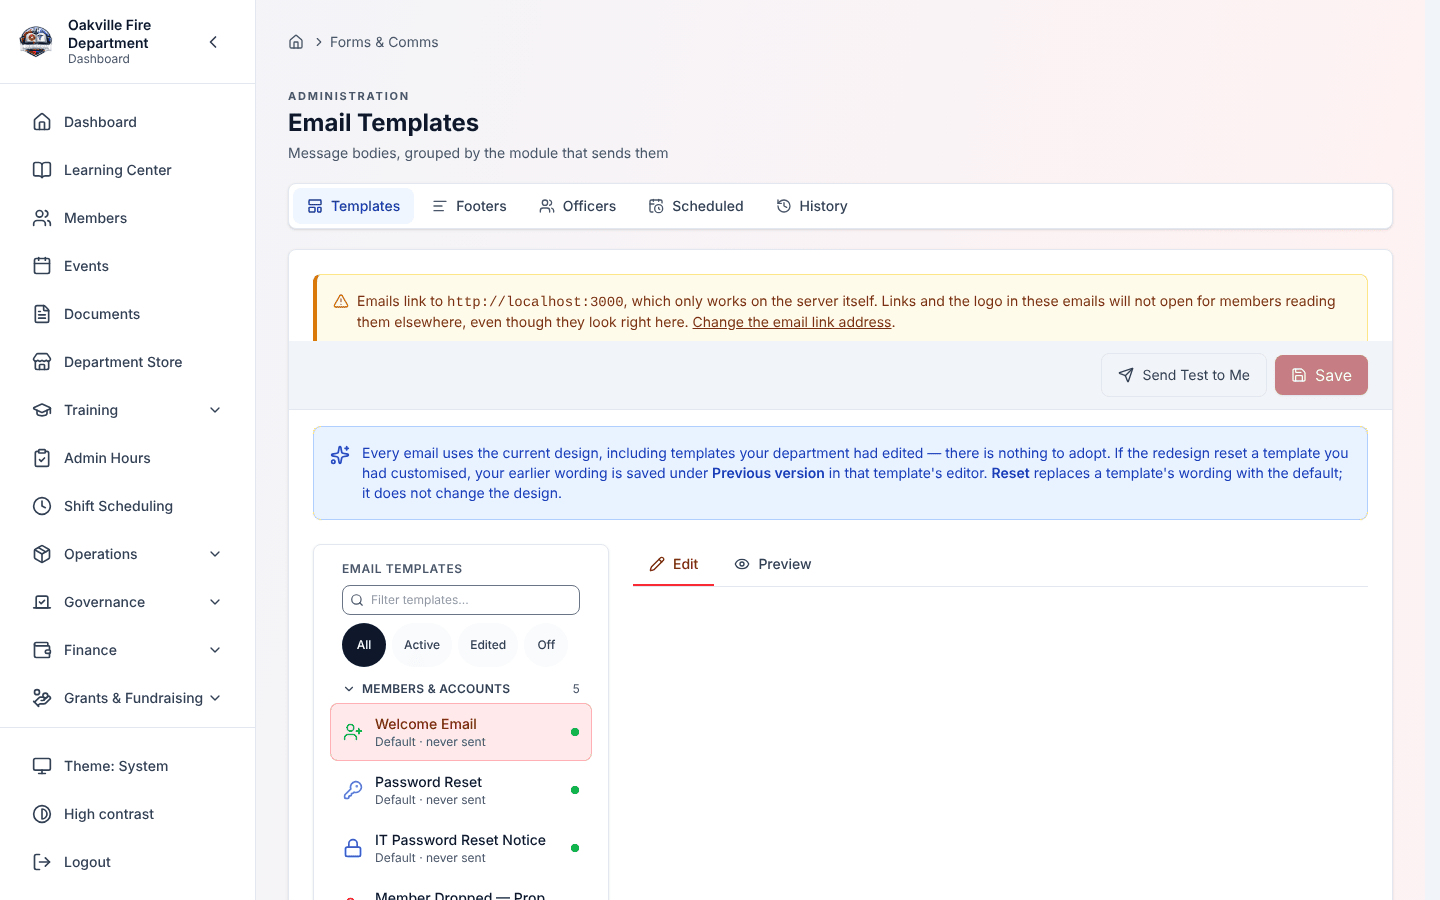 Oakville Fire
Department
Dashboard
Dashboard
Learning Center
Members
Events
Documents
Department Store
Training
Admin Hours
Shift Scheduling
Operations
Governance
Finance
Grants & Fundraising
Theme: System
High contrast
Logout
Forms & Comms
ADMINISTRATION
Email Templates
Message bodies, grouped by the module that sends them
Templates
Footers
Officers
Scheduled
History
Emails link to http://localhost:3000, which only works on the server itself. Links and the logo in these emails will not open for members reading
them elsewhere, even though they look right here. Change the email link address.
Send Test to Me
Save
Every email uses the current design, including templates your department had edited — there is nothing to adopt. If the redesign reset a template you
had customised, your earlier wording is saved under Previous version in that template's editor. Reset replaces a template's wording with the default;
it does not change the design.
EMAIL TEMPLATES
Filter templates...
All
Active
Edited
Off
MEMBERS & ACCOUNTS 5
Welcome Email
Default · never sent
Password Reset
Default · never sent
IT Password Reset Notice
Default · never sent
Member Dropped — Prop
Edit
Preview